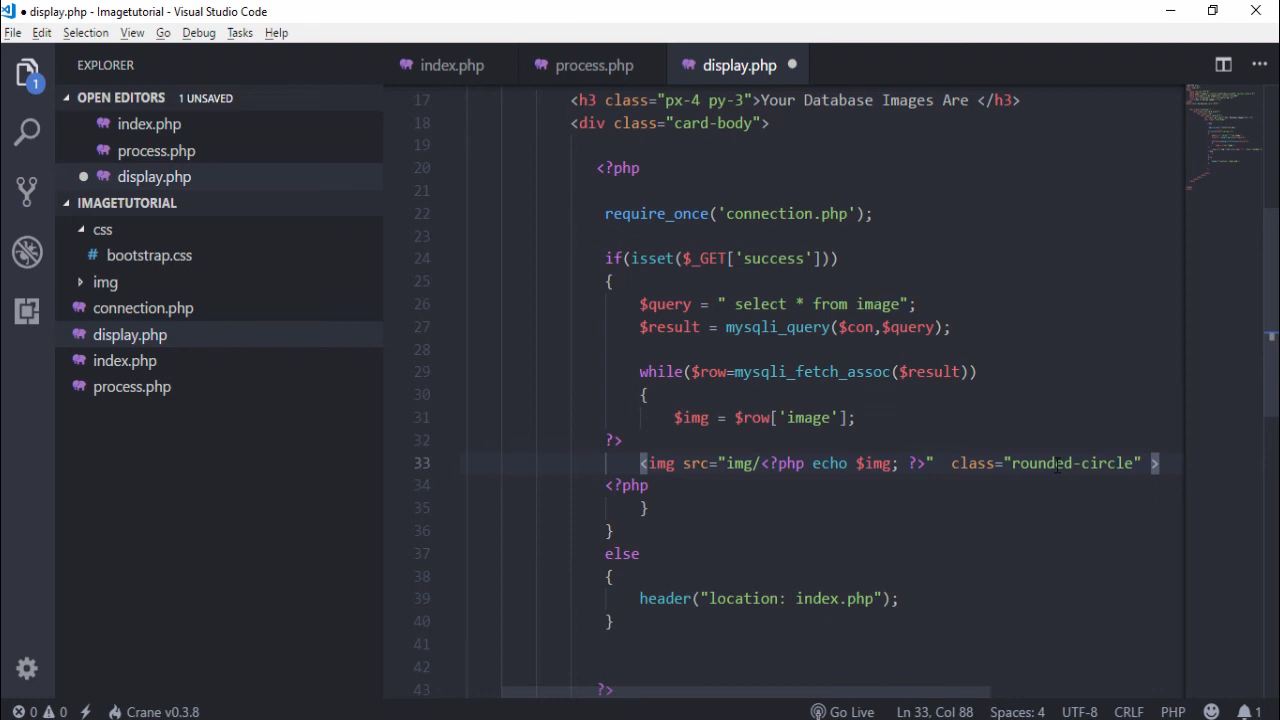 ● display.php - Imagetutorial - Visual Studio Code
File Edit Selection View Go Debug Tasks Help
EXPLORER
index.php
process.php
display.php ●
OPEN EDITORS 1 UNSAVED
index.php
process.php
● display.php
IMAGETUTORIAL
css
# bootstrap.css
img
connection.php
display.php
index.php
process.php
1
17 <h3 class="px-4 py-3">Your Database Images Are </h3>
18 <div class="card-body">
19
20 <?php
21
22 require_once('connection.php');
23
24 if(isset($_GET['success']))
25 {
26 $query = " select * from image";
27 $result = mysqli_query($con,$query);
28
29 while($row=mysqli_fetch_assoc($result))
30 {
31 $img = $row['image'];
32 ?>
33 <img src="img/<?php echo $img; ?>"  class="rounded-circle" >
34 <?php
35 }
36 }
37 else
38 {
39 header("location: index.php");
40 }
41
42
43 ?>
0 0 Crane v0.3.8 Go Live Ln 33, Col 88 Spaces: 4 UTF-8 CRLF PHP 1